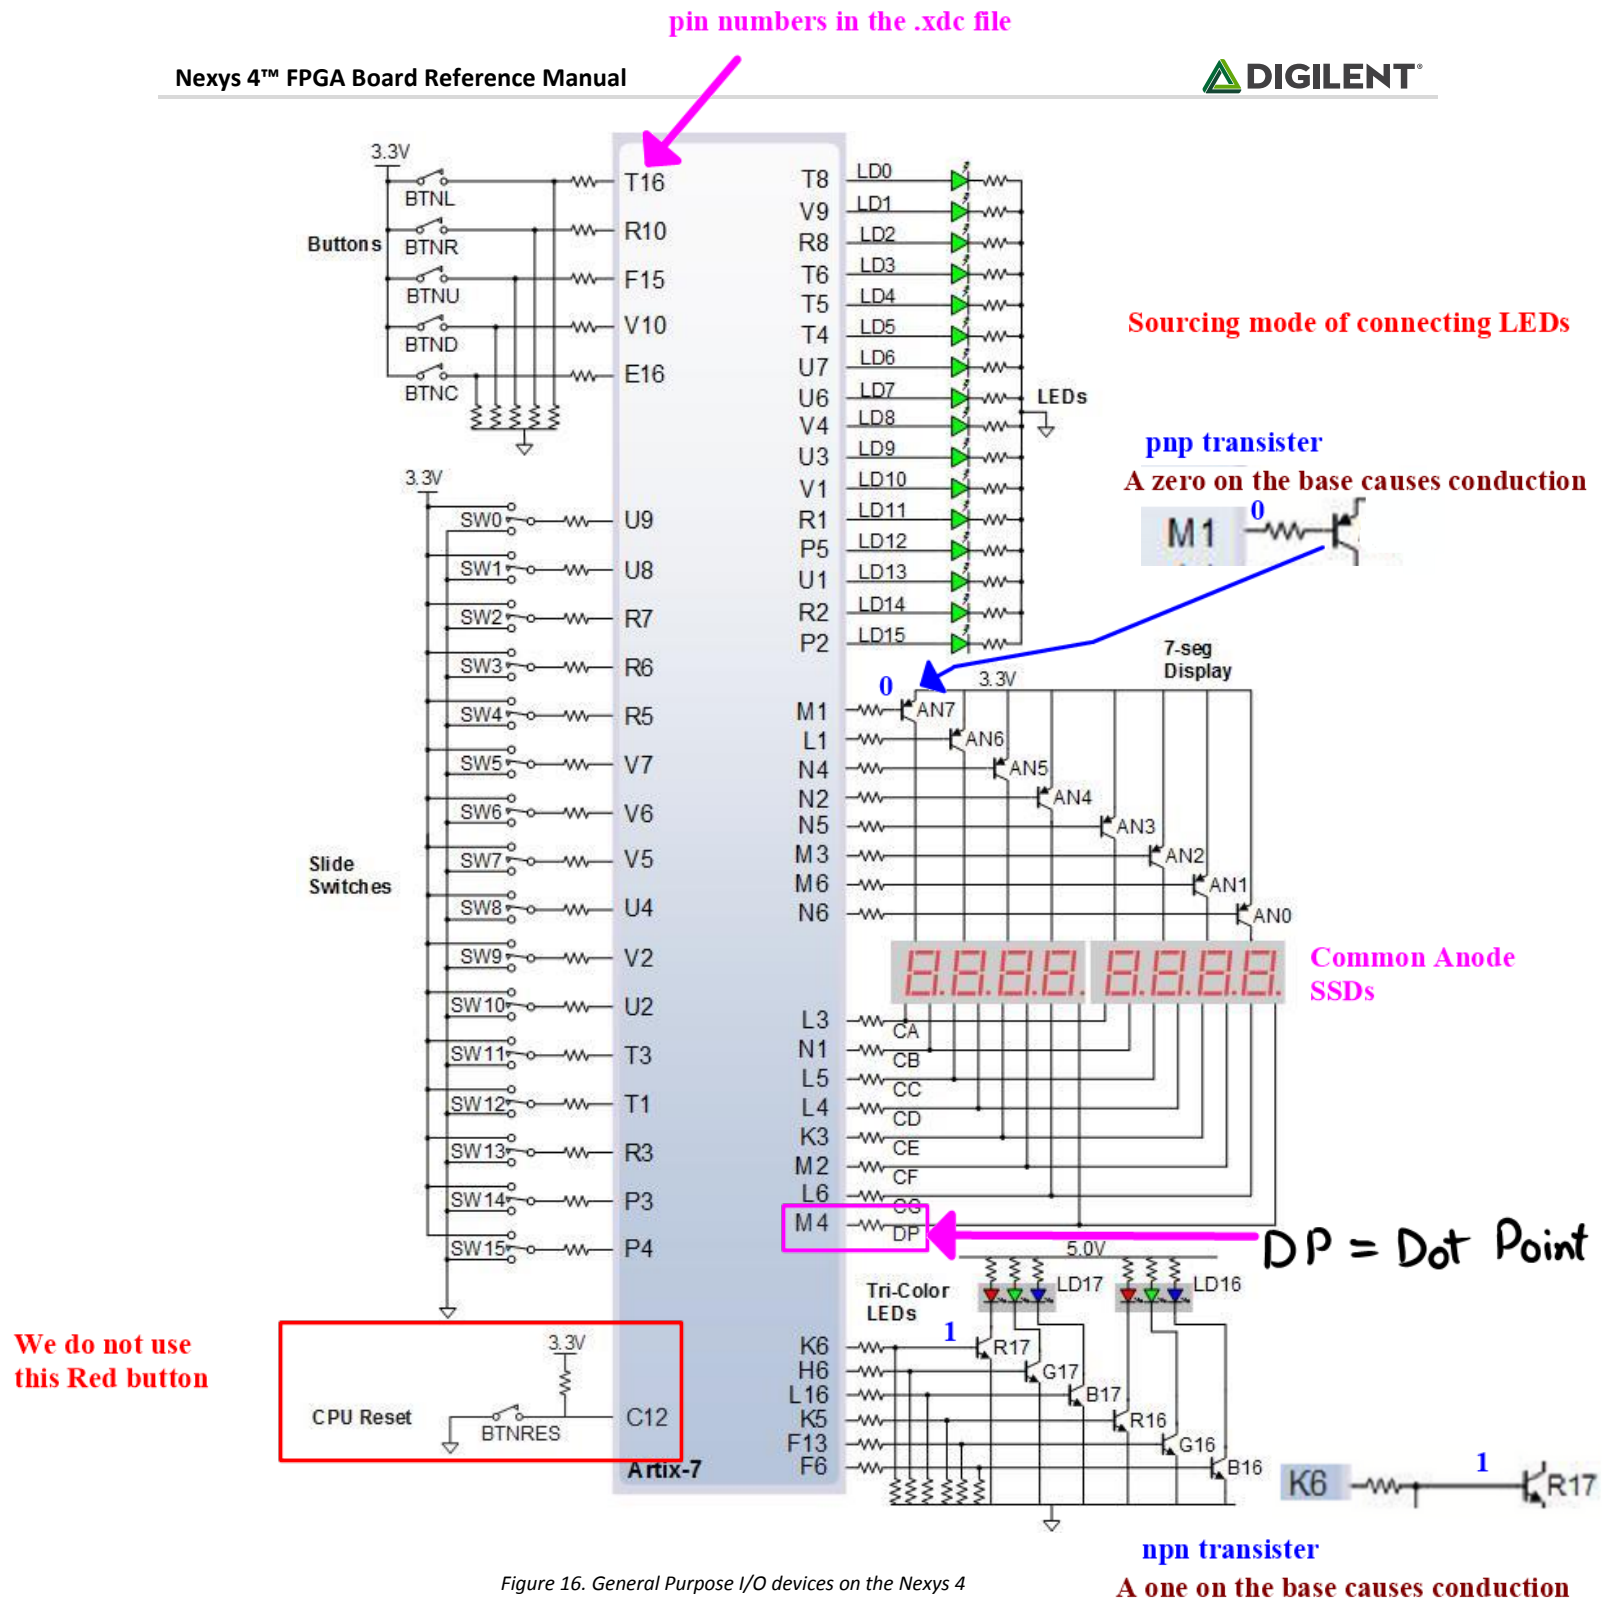 pin numbers in the .xdc file
Nexys 4™ FPGA Board Reference Manual
DIGILENT®
3.3V
BTNL
T16
BTNR
R10
Buttons
BTNU
F15
BTND
V10
BTNC
E16
T8 LD0
V9 LD1
R8 LD2
T6 LD3
T5 LD4
T4 LD5
U7 LD6
U6 LD7
V4 LD8
U3 LD9
V1 LD10
R1 LD11
P5 LD12
U1 LD13
R2 LD14
P2 LD15
LEDs
Sourcing mode of connecting LEDs
pnp transister
A zero on the base causes conduction
0
M1
3.3V
SW0 U9
SW1 U8
SW2 R7
SW3 R6
SW4 R5
SW5 V7
SW6 V6
SW7 V5
Slide
Switches
SW8 U4
SW9 V2
SW10 U2
SW11 T3
SW12 T1
SW13 R3
SW14 P3
SW15 P4
7-seg
Display
0
3.3V
M1 AN7
L1 AN6
N4 AN5
N2 AN4
N5 AN3
M3 AN2
M6 AN1
N6 AN0
8.8.8.8. 8.8.8.8.
Common Anode
SSDs
L3 CA
N1 CB
L5 CC
L4 CD
K3 CE
M2 CF
L6 CG
M4 DP
DP = Dot Point
5.0V
Tri-Color
LEDs
LD17
LD16
1
K6 R17
H6 G17
L16 B17
K5 R16
F13 G16
F6 B16
We do not use
this Red button
3.3V
CPU Reset
BTNRES
C12
Artix-7
K6
1
R17
npn transister
A one on the base causes conduction
Figure 16. General Purpose I/O devices on the Nexys 4